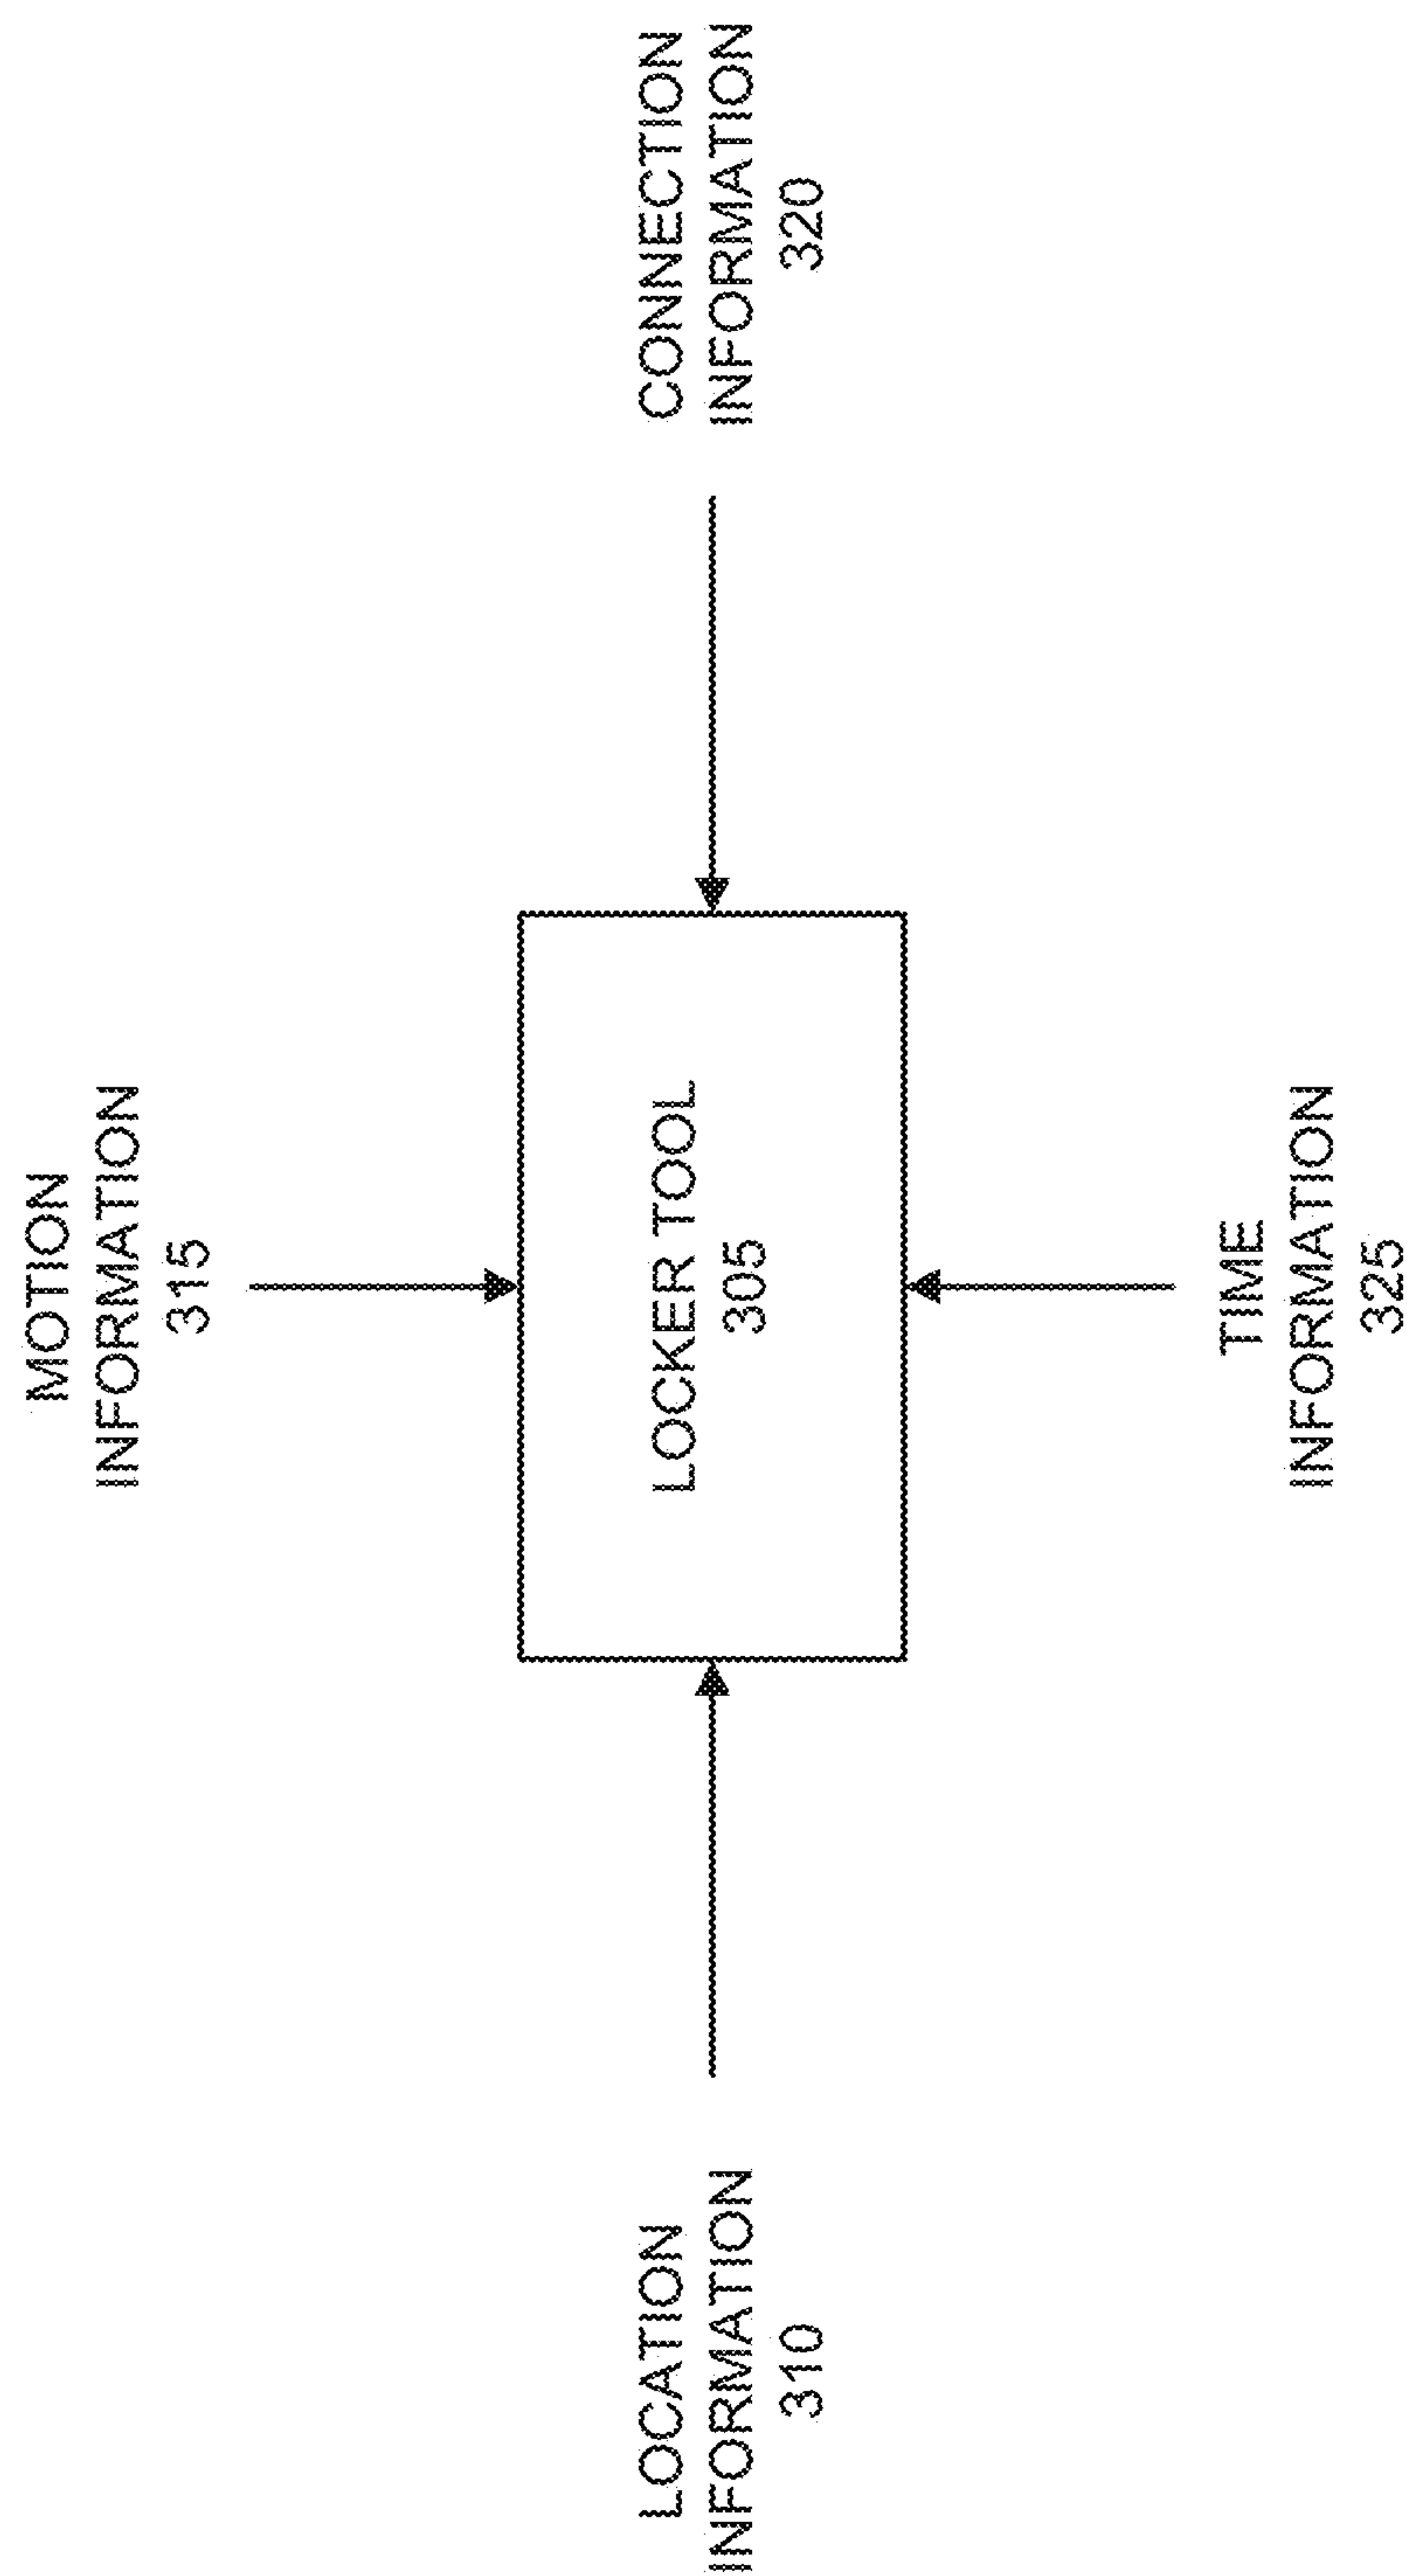 MOTION
INFORMATION
315
LOCATION
INFORMATION
310
LOCKER TOOL
305
CONNECTION
INFORMATION
320
TIME
INFORMATION
325